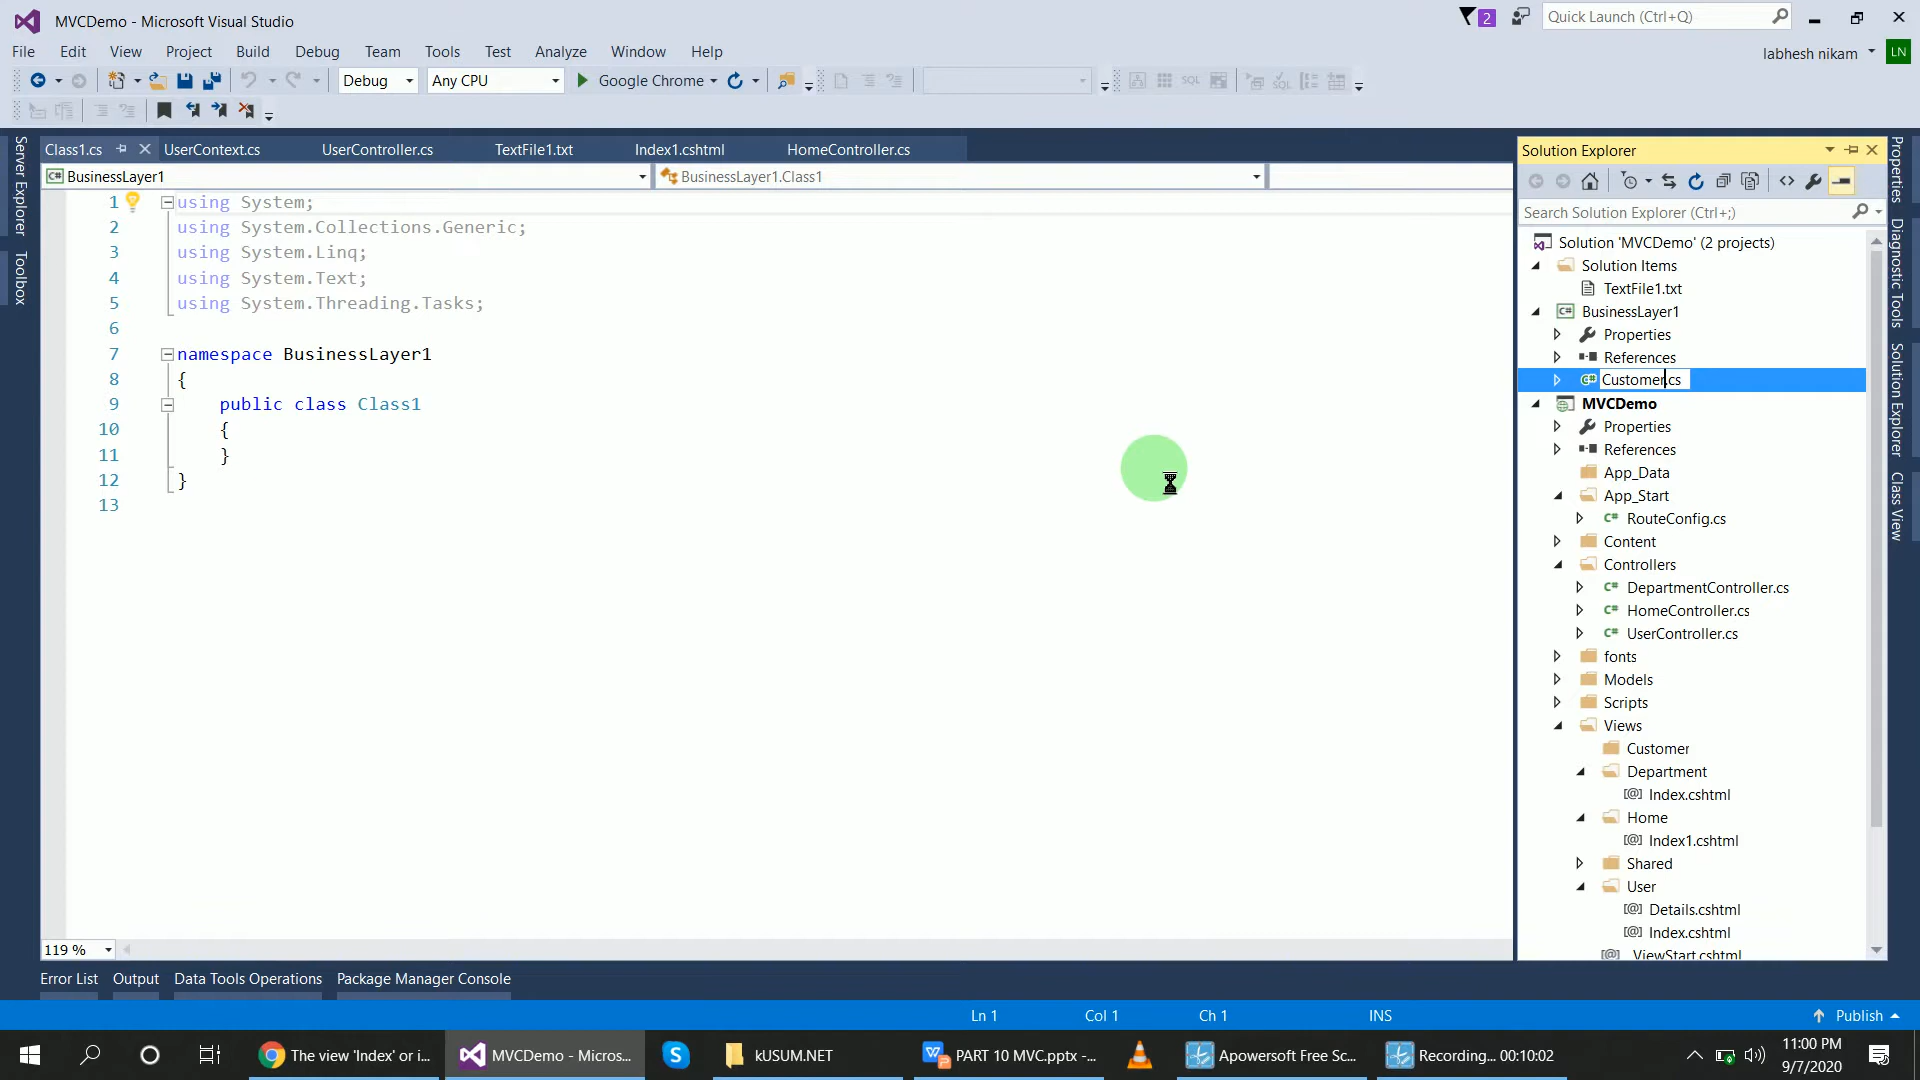 MVCDemo - Microsoft Visual Studio
2
Quick Launch (Ctrl+Q)
File Edit View Project Build Debug Team Tools Test Analyze Window Help
labhesh nikam LN
Debug Any CPU Google Chrome
SQL
Server Explorer
Toolbox
Class1.cs UserContext.cs UserController.cs TextFile1.txt Index1.cshtml HomeController.cs
C# BusinessLayer1 BusinessLayer1.Class1
1 using System;
2 using System.Collections.Generic;
3 using System.Linq;
4 using System.Text;
5 using System.Threading.Tasks;
6
7 namespace BusinessLayer1
8 {
9 public class Class1
10 {
11 }
12 }
13
119 %
Solution Explorer
Search Solution Explorer (Ctrl+;)
Solution 'MVCDemo' (2 projects)
Solution Items
TextFile1.txt
C# BusinessLayer1
Properties
References
C# Customer.cs
MVCDemo
Properties
References
App_Data
App_Start
C# RouteConfig.cs
Content
Controllers
C# DepartmentController.cs
C# HomeController.cs
C# UserController.cs
fonts
Models
Scripts
Views
Customer
Department
[@] Index.cshtml
Home
[@] Index1.cshtml
Shared
User
[@] Details.cshtml
[@] Index.cshtml
[@] _ViewStart.cshtml
Properties
Diagnostic Tools
Solution Explorer
Class View
Error List Output Data Tools Operations Package Manager Console
Ln 1 Col 1 Ch 1 INS Publish
The view 'Index' or i... MVCDemo - Micros... kUSUM.NET PART 10 MVC.pptx -... Apowersoft Free Sc... Recording... 00:10:02
11:00 PM
9/7/2020